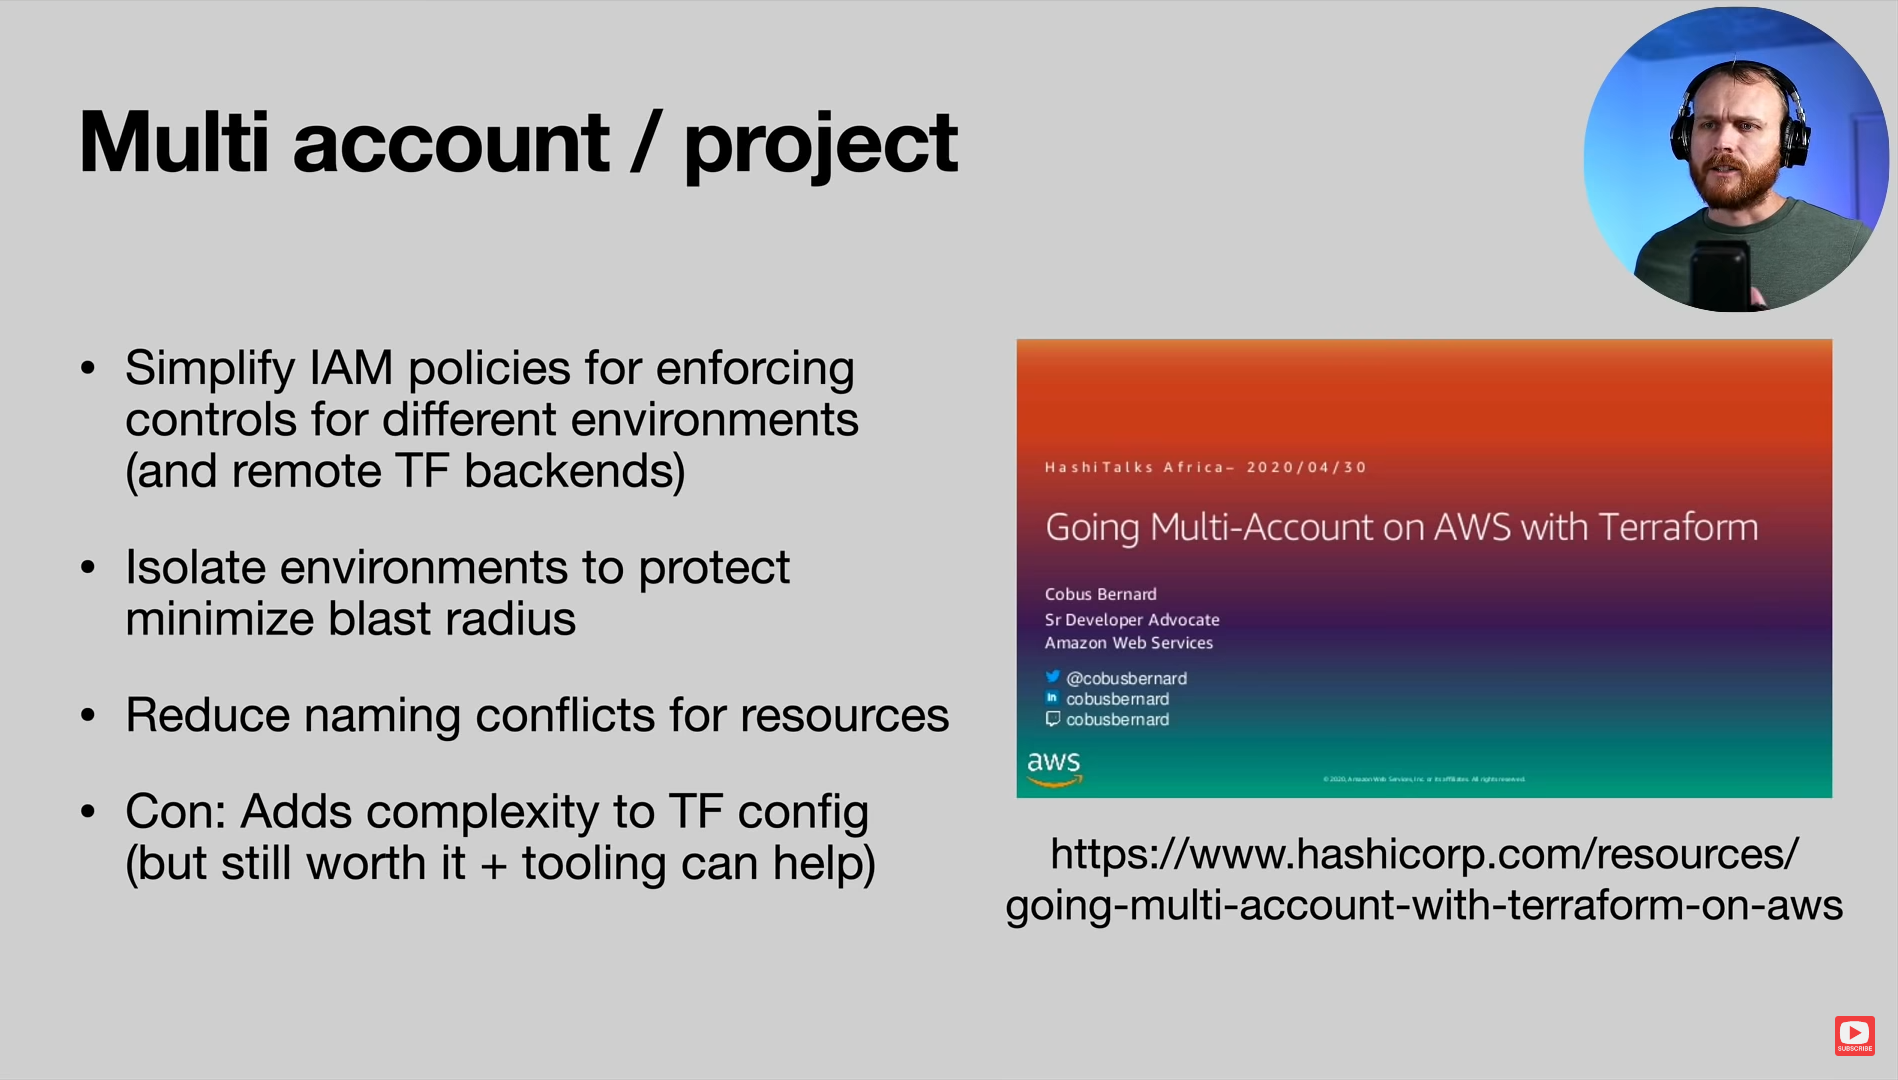 Multi account / project
• Simplify IAM policies for enforcing
controls for different environments
(and remote TF backends)
• Isolate environments to protect
minimize blast radius
• Reduce naming conflicts for resources
• Con: Adds complexity to TF config
(but still worth it + tooling can help)
HashiTalks Africa– 2020/04/30
Going Multi-Account on AWS with Terraform
Cobus Bernard
Sr Developer Advocate
Amazon Web Services
@cobusbernard
in cobusbernard
cobusbernard
aws
© 2020, Amazon Web Services, Inc. or its affiliates. All rights reserved.
https://www.hashicorp.com/resources/
going-multi-account-with-terraform-on-aws
SUBSCRIBE